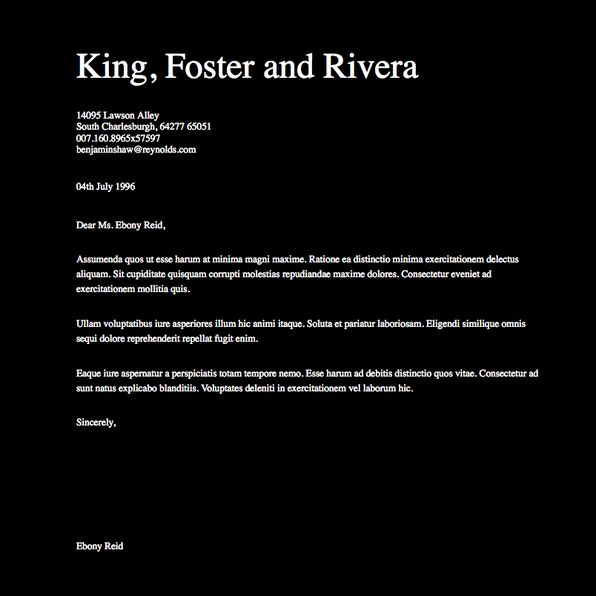 King, Foster and Rivera
14095 Lawson Alley
South Charlesburgh, 64277 65051
007.160.8965x57597
benjaminshaw@reynolds.com
04th July 1996
Dear Ms. Ebony Reid,
Assumenda quos ut esse harum at minima magni maxime. Ratione ea distinctio minima exercitationem delectus
aliquam. Sit cupiditate quisquam corrupti molestias repudiandae maxime dolores. Consectetur eveniet ad
exercitationem mollitia quis.
Ullam voluptatibus iure asperiores illum hic animi itaque. Soluta et pariatur laboriosam. Eligendi similique omnis
sequi dolore reprehenderit repellat fugit enim.
Eaque iure aspernatur a perspiciatis totam tempore nemo. Esse harum ad debitis distinctio quos vitae. Consectetur ad
sunt natus explicabo blanditiis. Voluptates deleniti in exercitationem vel laborum hic.
Sincerely,
Ebony Reid